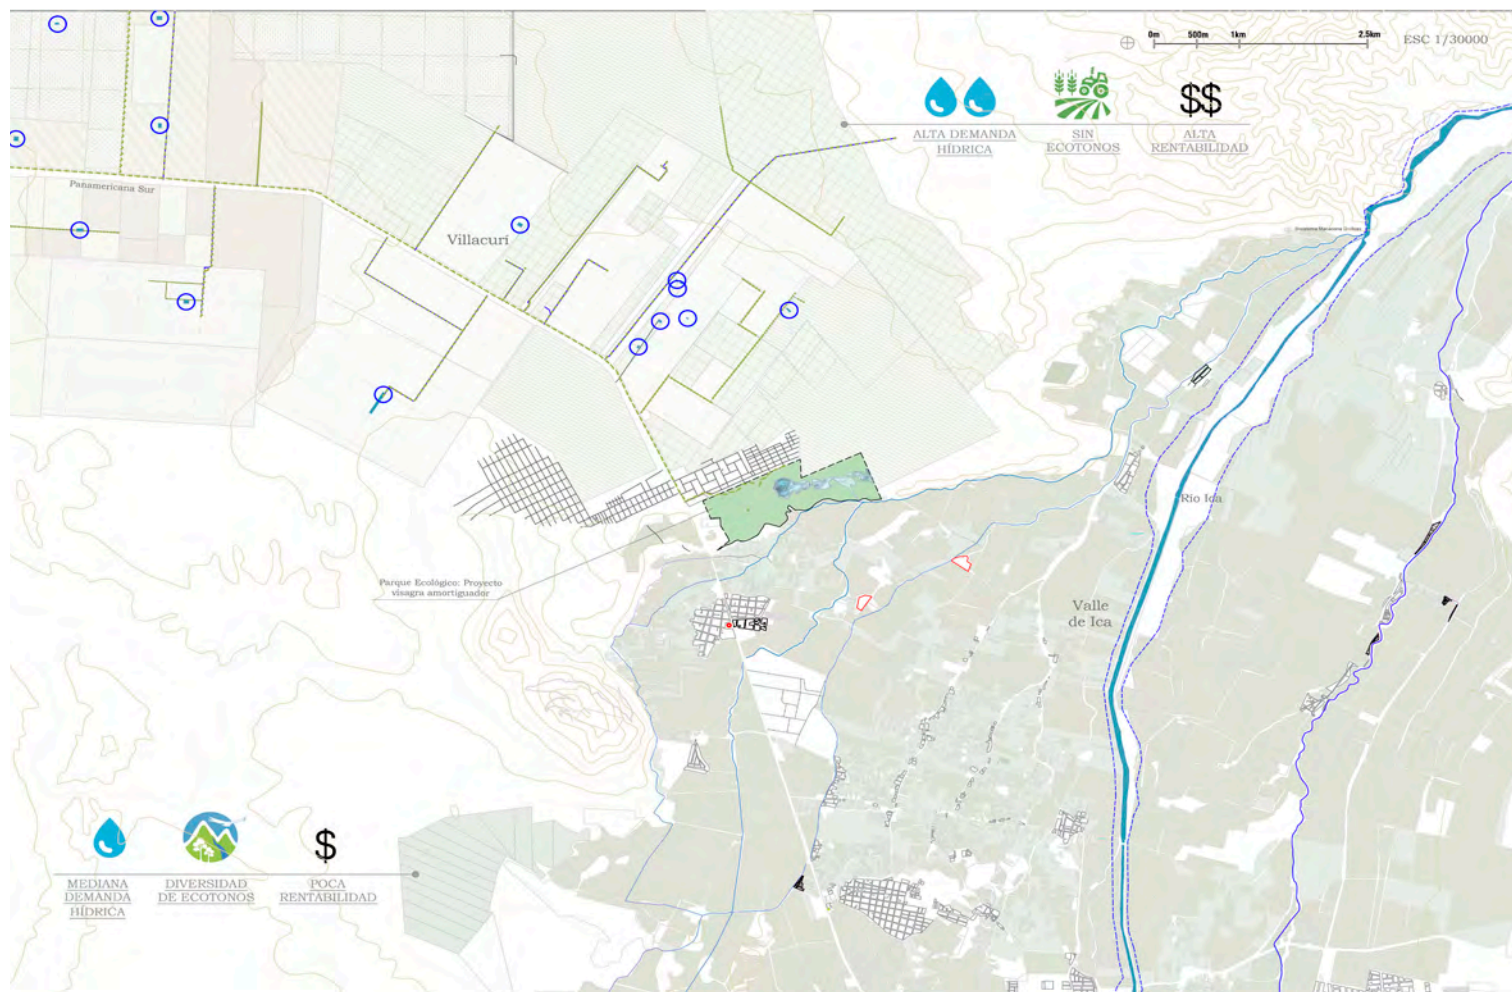 0m 500m 1km 2.5km
ESC 1/30000
ALTA DEMANDA
HÍDRICA
SIN
ECOTONOS
ALTA
RENTABILIDAD
$$
Panamericana Sur
Villacurí
Río Ica
Parque Ecológico: Proyecto
visagra amortiguador
Valle
de Ica
$
MEDIANA
DEMANDA
HÍDRICA
DIVERSIDAD
DE ECOTONOS
POCA
RENTABILIDAD